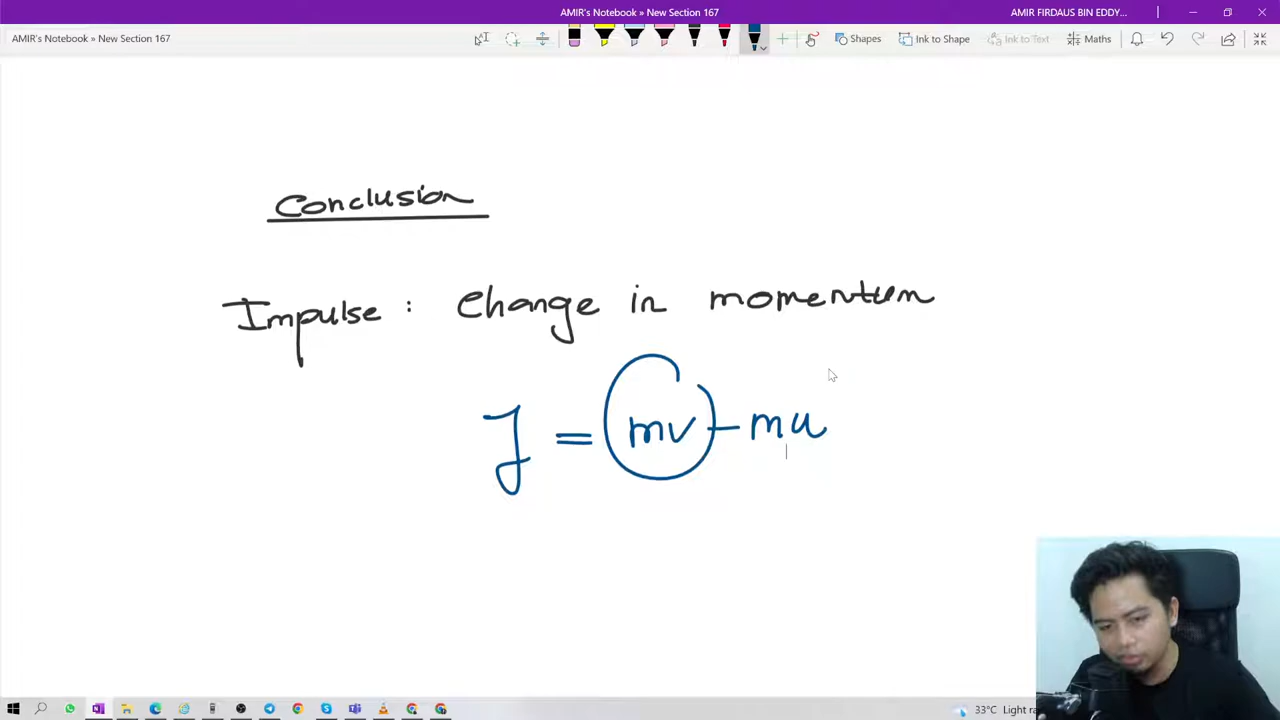 AMIR's Notebook » New Section 167
AMIR FIRDAUS BIN EDDY...
AMIR's Notebook » New Section 167
Shapes
Ink to Shape
Ink to Text
Maths
Conclusion
Impulse : Change in momentum
J = mv - mu
33°C Light ra